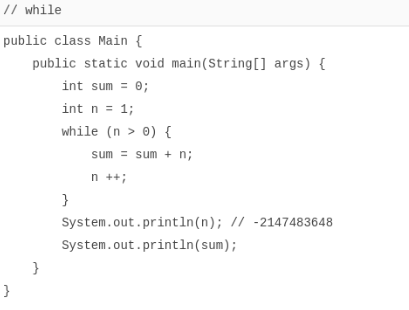 // while
public class Main {
    public static void main(String[] args) {
        int sum = 0;
        int n = 1;
        while (n > 0) {
            sum = sum + n;
            n ++;
        }
        System.out.println(n); // -2147483648
        System.out.println(sum);
    }
}